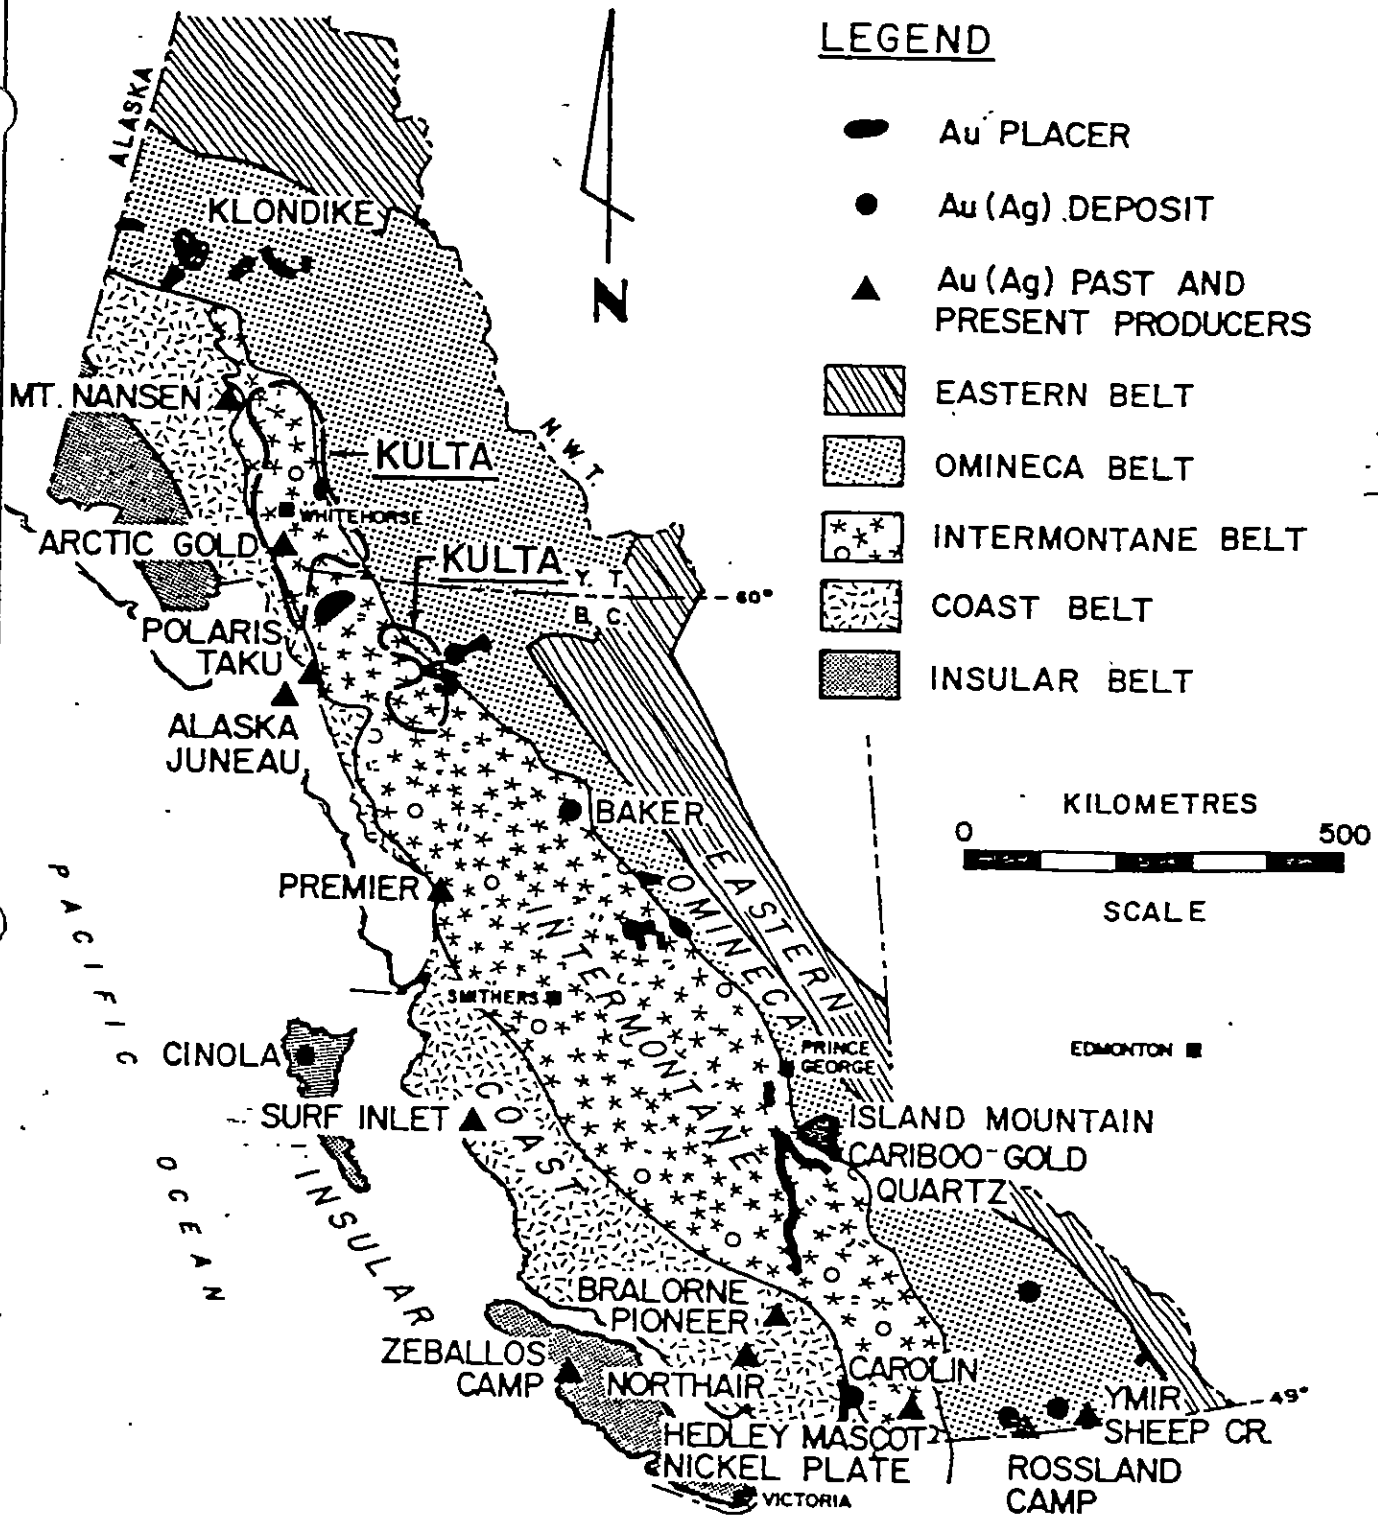 LEGEND
Au PLACER
Au (Ag) DEPOSIT
Au (Ag) PAST AND
PRESENT PRODUCERS
EASTERN BELT
OMINECA BELT
INTERMONTANE BELT
COAST BELT
INSULAR BELT
KILOMETRES
0 500
SCALE
N
ALASKA
KLONDIKE
MT. NANSEN
KULTA
N.W.T.
WHITEHORSE
ARCTIC GOLD
KULTA
Y. T.
60°
B. C.
POLARIS
TAKU
ALASKA
JUNEAU
BAKER
PREMIER
EASTERN
OMINECA
INTERMONTANE
COAST
INSULAR
PACIFIC
OCEAN
SMITHERS
CINOLA
PRINCE
GEORGE
EDMONTON
SURF INLET
ISLAND MOUNTAIN
CARIBOO-GOLD
QUARTZ
BRALORNE
PIONEER
ZEBALLOS
CAMP
NORTHAIR
CAROLIN
HEDLEY MASCOT
NICKEL PLATE
VICTORIA
YMIR
SHEEP CR.
49°
ROSSLAND
CAMP